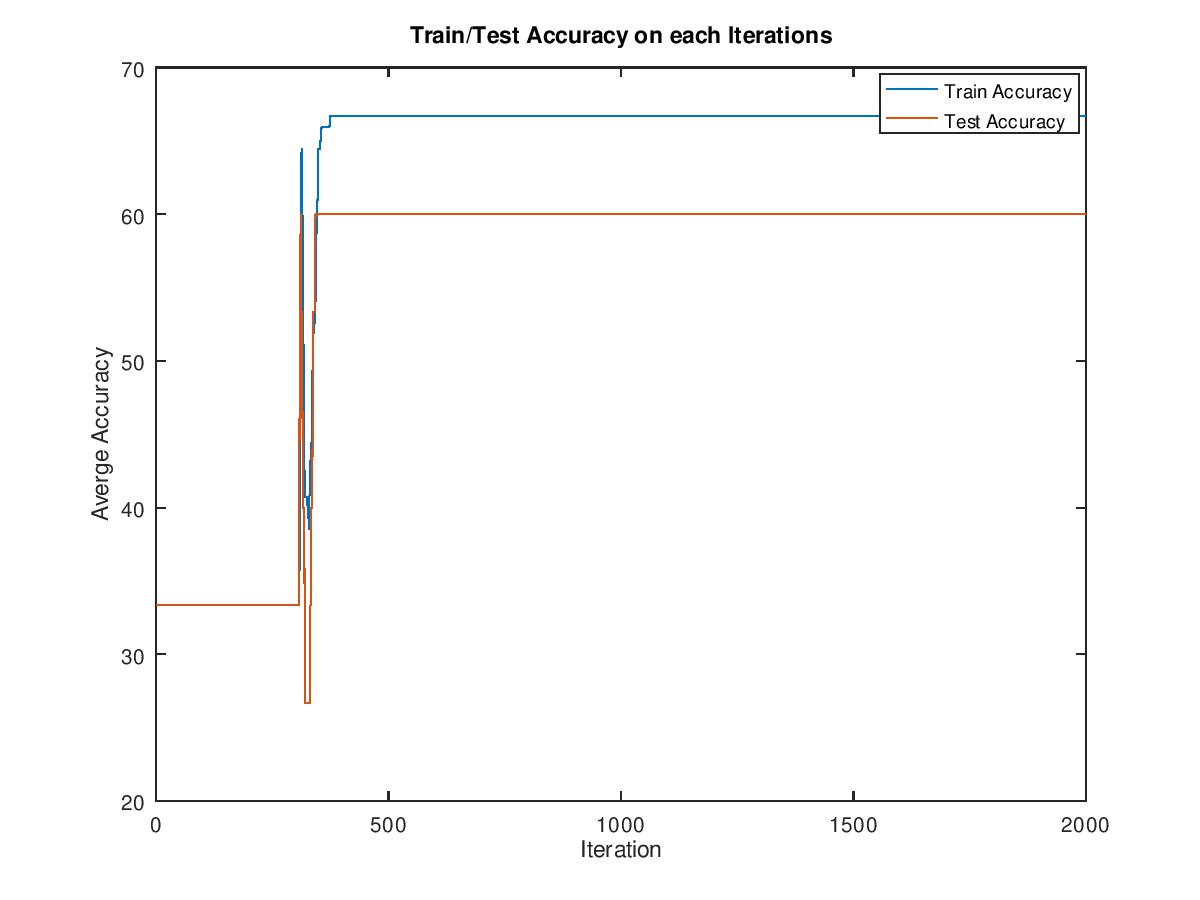 Train/Test Accuracy on each Iterations
70
Train Accuracy
Test Accuracy
60
50
Averge Accuracy
40
30
20
0
500
1000
1500
2000
Iteration